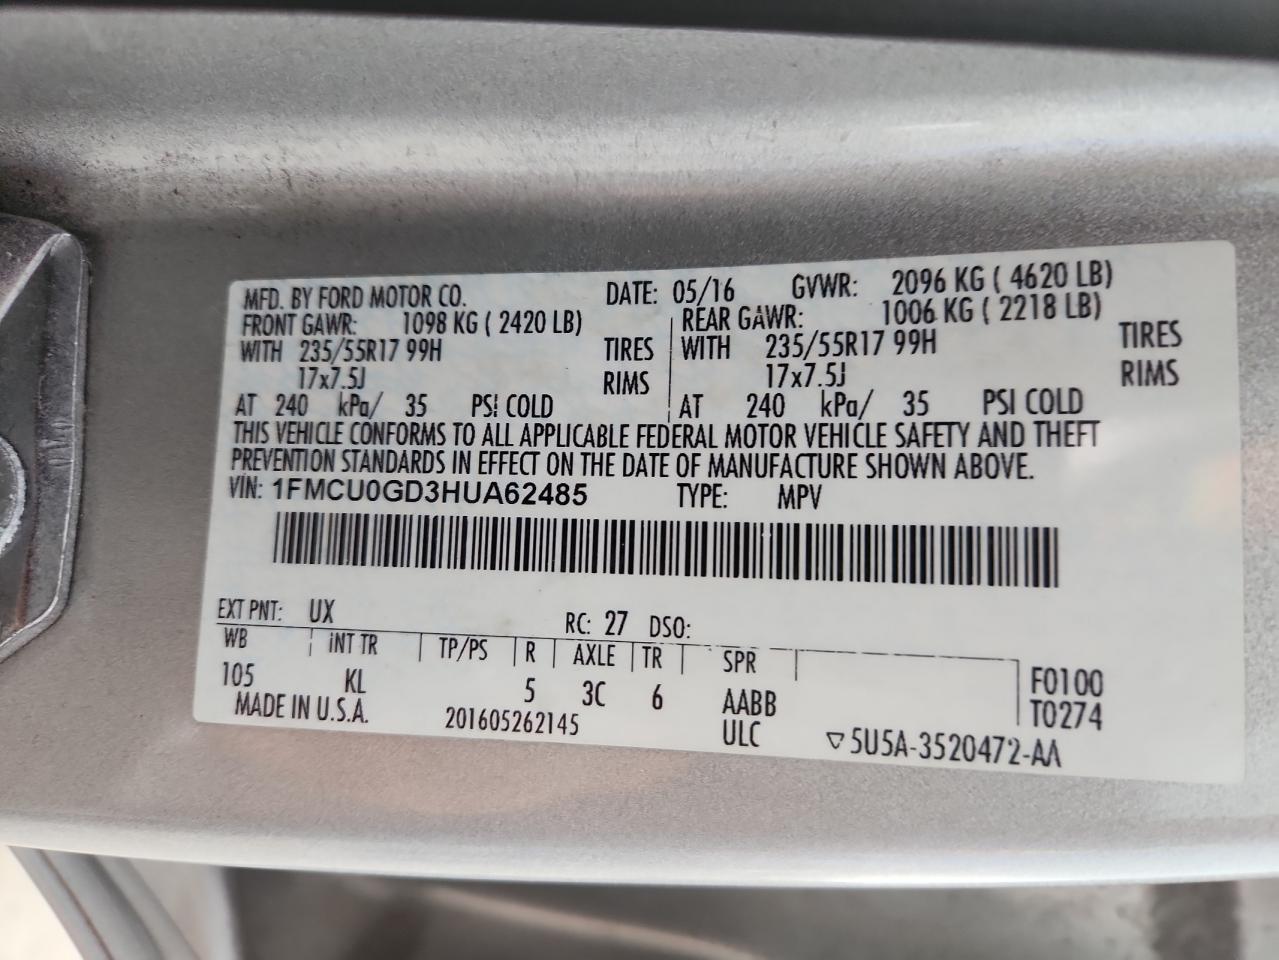 MFD. BY FORD MOTOR CO. DATE: 05/16 GVWR: 2096 KG ( 4620 LB)
FRONT GAWR: 1098 KG ( 2420 LB) REAR GAWR: 1006 KG ( 2218 LB)
WITH 235/55R17 99H TIRES WITH 235/55R17 99H TIRES
17x7.5J RIMS 17x7.5J RIMS
AT 240 kPa/ 35 PSI COLD AT 240 kPa/ 35 PSI COLD
THIS VEHICLE CONFORMS TO ALL APPLICABLE FEDERAL MOTOR VEHICLE SAFETY AND THEFT
PREVENTION STANDARDS IN EFFECT ON THE DATE OF MANUFACTURE SHOWN ABOVE.
VIN: 1FMCU0GD3HUA62485 TYPE: MPV
EXT PNT: UX RC: 27 DSO:
WB INT TR TP/PS R AXLE TR SPR
105 KL 5 3C 6 AABB F0100
MADE IN U.S.A. 201605262145 ULC T0274
▽5U5A-3520472-AA